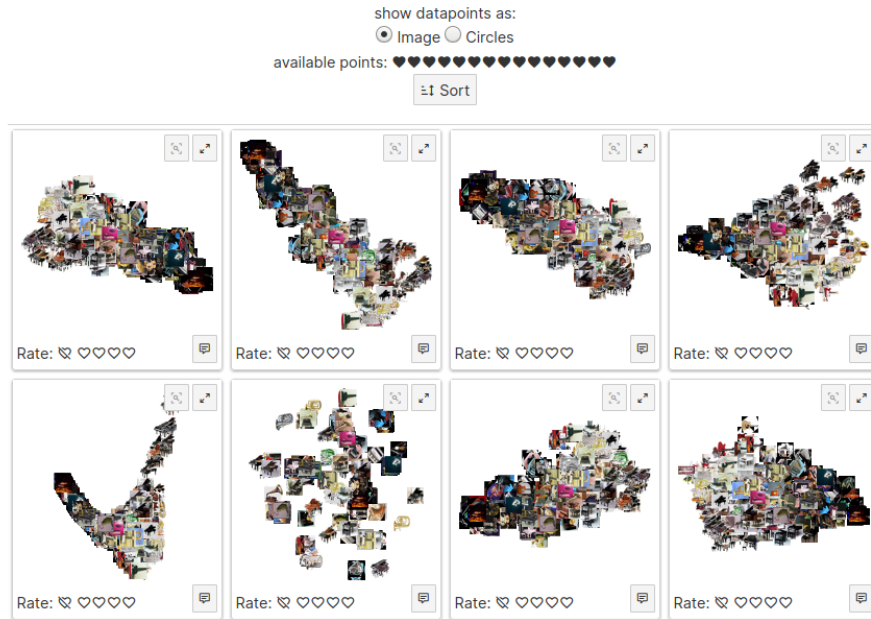 show datapoints as:
Image Circles
available points:
Sort
Rate: Rate: Rate: Rate:
Rate: Rate: Rate: Rate: